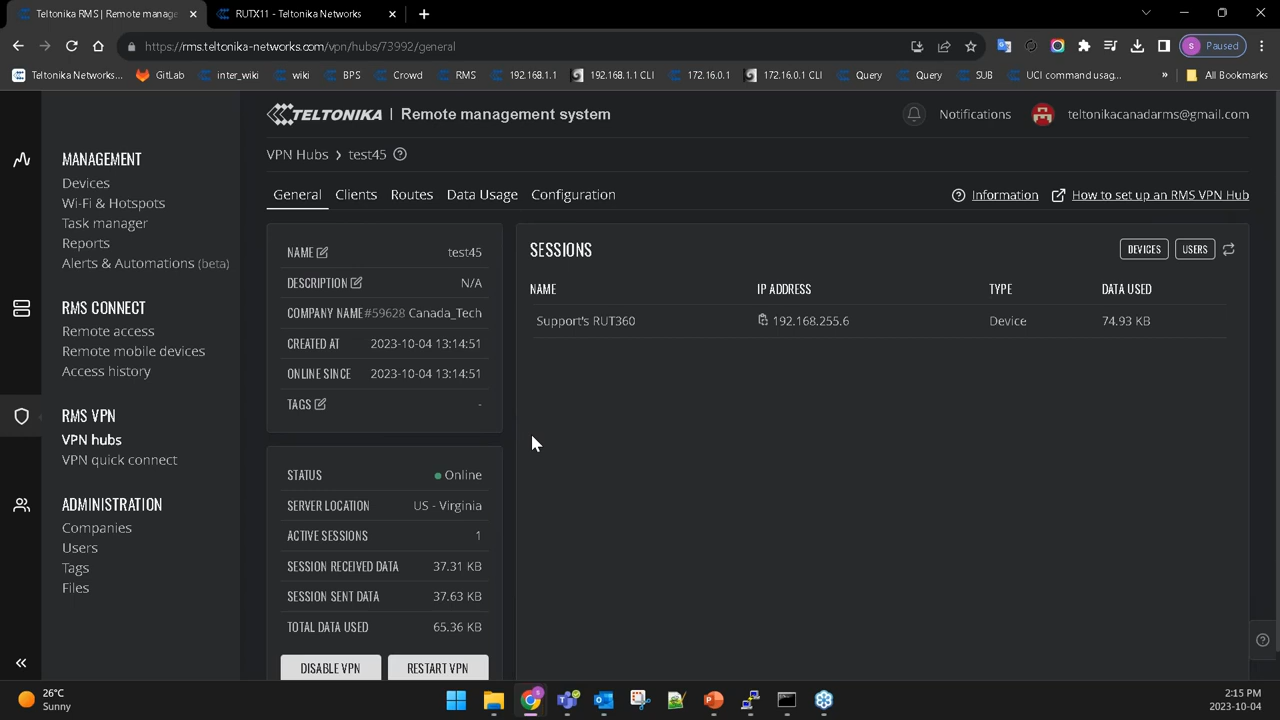 Teltonika RMS | Remote manage
RUTX11 - Teltonika Networks
https://rms.teltonika-networks.com/vpn/hubs/73992/general
S
Paused
Teltonika Networks...
GitLab
inter_wiki
wiki
BPS
Crowd
RMS
192.168.1.1
192.168.1.1 CLI
172.16.0.1
172.16.0.1 CLI
Query
Query
SUB
UCI command usag...
»
All Bookmarks
TELTONIKA | Remote management system
Notifications
teltonikacanadarms@gmail.com
MANAGEMENT
Devices
Wi-Fi & Hotspots
Task manager
Reports
Alerts & Automations (beta)
RMS CONNECT
Remote access
Remote mobile devices
Access history
RMS VPN
VPN hubs
VPN quick connect
ADMINISTRATION
Companies
Users
Tags
Files
VPN Hubs > test45
General Clients Routes Data Usage Configuration
Information
How to set up an RMS VPN Hub
NAME test45
DESCRIPTION N/A
COMPANY NAME #59628 Canada_Tech
CREATED AT 2023-10-04 13:14:51
ONLINE SINCE 2023-10-04 13:14:51
TAGS -
STATUS Online
SERVER LOCATION US - Virginia
ACTIVE SESSIONS 1
SESSION RECEIVED DATA 37.31 KB
SESSION SENT DATA 37.63 KB
TOTAL DATA USED 65.36 KB
DISABLE VPN RESTART VPN
SESSIONS
DEVICES USERS
NAME IP ADDRESS TYPE DATA USED
Support's RUT360 192.168.255.6 Device 74.93 KB
26°C
Sunny
2:15 PM
2023-10-04